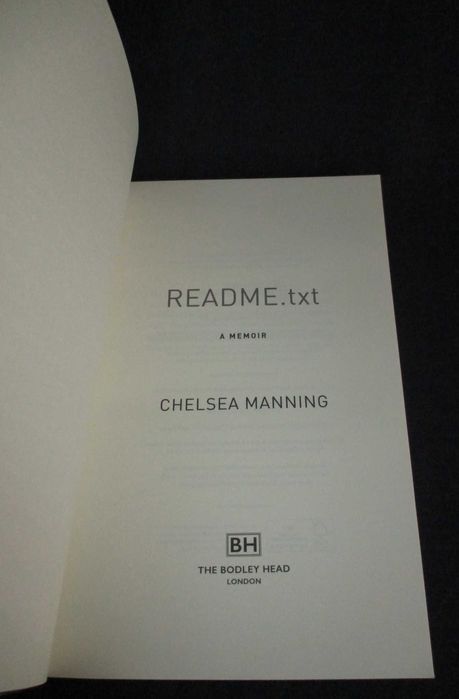 README.txt
A MEMOIR
CHELSEA MANNING
BH
THE BODLEY HEAD
LONDON